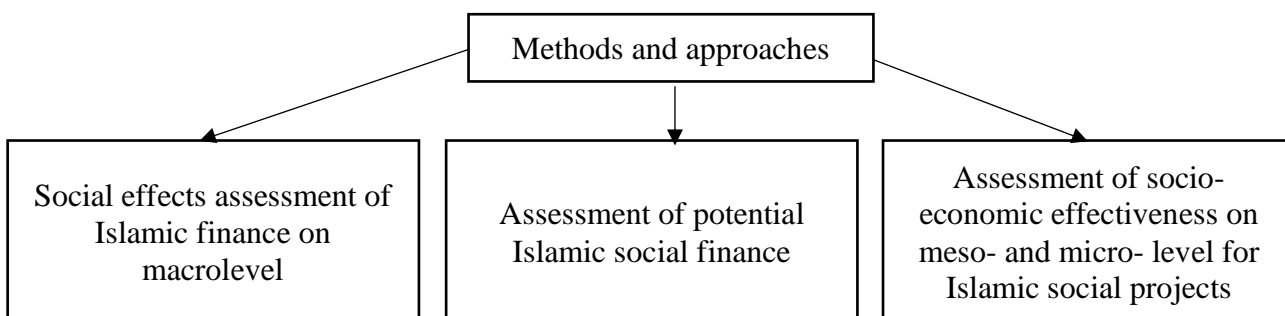 Methods and approaches
Social effects assessment of
Islamic finance on
macrolevel
Assessment of potential
Islamic social finance
Assessment of socio-
economic effectiveness on
meso- and micro- level for
Islamic social projects